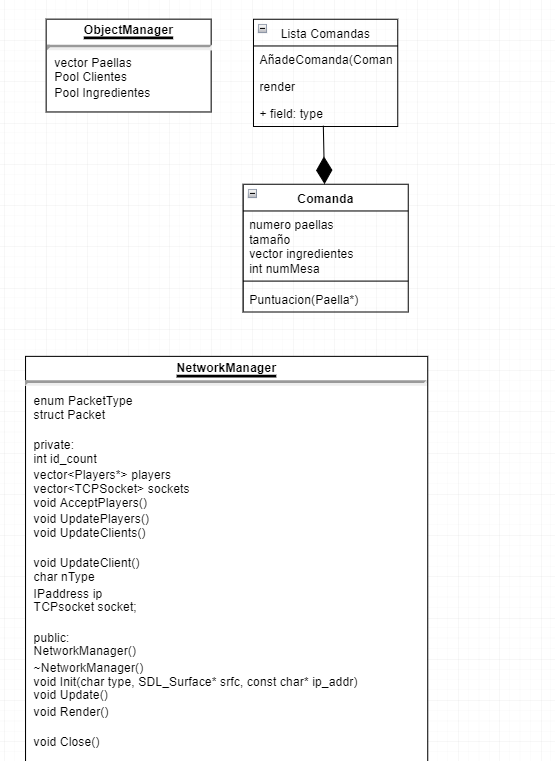 ObjectManager
vector Paellas
Pool Clientes
Pool Ingredientes
Lista Comandas
AñadeComanda(Coman
render
+ field: type
Comanda
numero paellas
tamaño
vector ingredientes
int numMesa
Puntuacion(Paella*)
NetworkManager
enum PacketType
struct Packet
private:
int id_count
vector<Players*> players
vector<TCPSocket> sockets
void AcceptPlayers()
void UpdatePlayers()
void UpdateClients()
void UpdateClient()
char nType
IPaddress ip
TCPsocket socket;
public:
NetworkManager()
~NetworkManager()
void Init(char type, SDL_Surface* srfc, const char* ip_addr)
void Update()
void Render()
void Close()